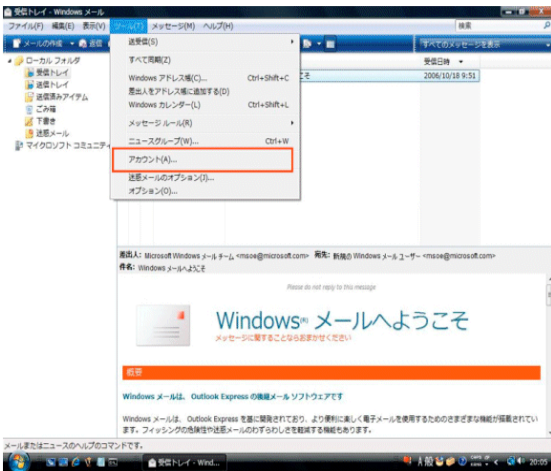 受信トレイ - Windows メール
ファイル(F) 編集(E) 表示(V) ツール(T) メッセージ(M) ヘルプ(H)
検索
メールの作成
返信
すべてのメッセージを表示
ローカル フォルダ
受信トレイ
送信トレイ
送信済みアイテム
ごみ箱
下書き
迷惑メール
マイクロソフト コミュニティ
送受信(S)
すべて同期(Z)
Windows アドレス帳(C)... Ctrl+Shift+C
差出人をアドレス帳に追加する(D)
Windows カレンダー(L) Ctrl+Shift+L
メッセージ ルール(R)
ニュースグループ(W)... Ctrl+W
アカウント(A)...
迷惑メールのオプション(J)...
オプション(O)...
受信日時
こそ 2006/10/18 9:51
差出人: Microsoft Windows メール チーム <msoe@microsoft.com> 宛先: 新規の Windows メール ユーザー <msoe@microsoft.com>
件名: Windows メールへようこそ
Please do not reply to this message
Windows(R) メールへようこそ
メッセージに関することならおまかせください
概要
Windows メールは、 Outlook Express の後継メール ソフトウェアです
Windows メールは、 Outlook Express を基に開発されており、より便利に楽しく電子メールを使用するためのさまざまな機能が搭載されてい
ます。フィッシングの危険性や迷惑メールのわずらわしさを軽減する機能もあります。
メールまたはニュースのヘルプのコマンドです。
受信トレイ - Wind...
A 般
20:05